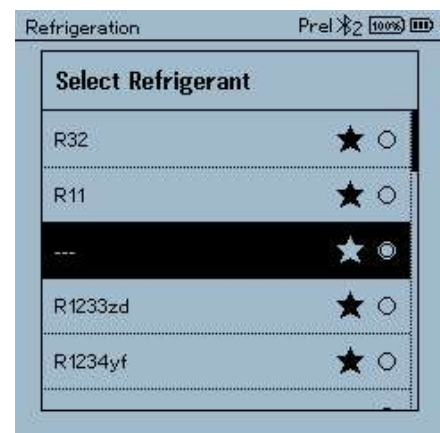 Refrigeration Prel 2 100%
Select Refrigerant
R32
R11
---
R1233zd
R1234yf